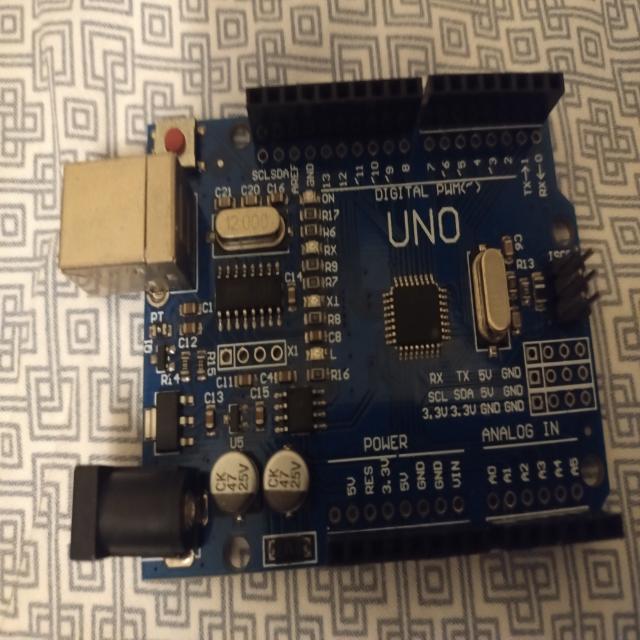 SCL SDA AREF GND 13 12 ~11 ~10 ~9 8 7 ~6 ~5 4 ~3 2 TX→1 RX←0
DIGITAL PWM(~)
UNO
C21 C20 C16
12.000
ON
R17
RX
R9
R7
R8
C8
L
R16
C1
C12
R14
R15
X1
C11
C4
C13
C15
U5
CK
47
25V
CK
47
25V
R13
RX TX 5V GND
SCL SDA 5V GND
3.3V 3.3V GND GND
POWER
ANALOG IN
5V RES 3.3V 5V GND GND VIN
A0 A1 A2 A3 A4 A5